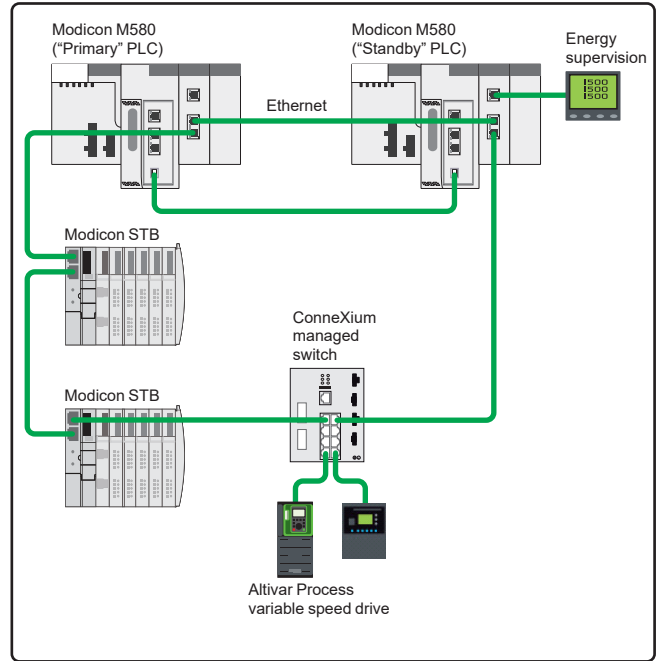 Modicon M580
("Primary" PLC)
Modicon M580
("Standby" PLC)
Energy
supervision
1500
1500
1500
Ethernet
Modicon STB
ConneXium
managed
switch
Modicon STB
Altivar Process
variable speed drive